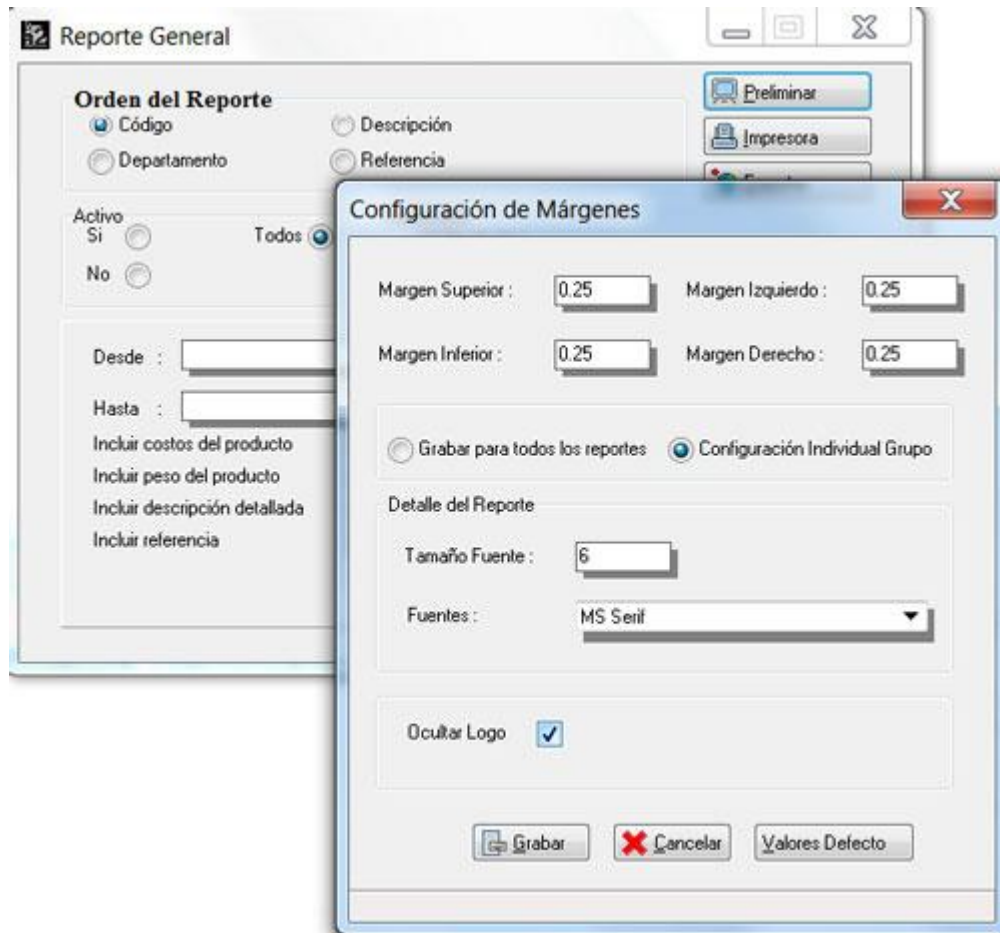 Reporte General
Orden del Reporte
Código
Descripción
Departamento
Referencia
Preliminar
Impresora
Activo
Si
Todos
No
Desde :
Hasta :
Incluir costos del producto
Incluir peso del producto
Incluir descripción detallada
Incluir referencia
Configuración de Márgenes
Margen Superior : 0.25 Margen Izquierdo : 0.25
Margen Inferior : 0.25 Margen Derecho : 0.25
Grabar para todos los reportes Configuración Individual Grupo
Detalle del Reporte
Tamaño Fuente : 6
Fuentes : MS Serif
Ocultar Logo
Grabar Cancelar Valores Defecto